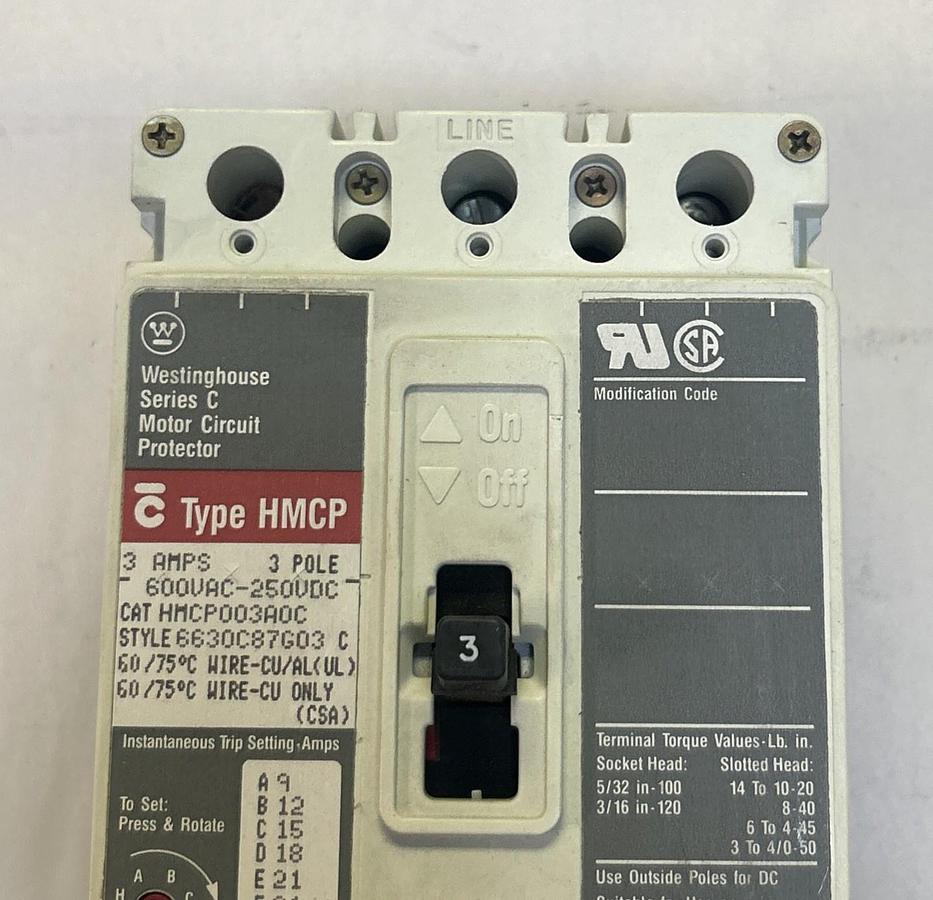 LINE
W
Westinghouse
Series C
Motor Circuit
Protector
C Type HMCP
3 AMPS 3 POLE
600VAC-250VDC
CAT HMCP003A0C
STYLE 6630C87G03 C
60/75°C WIRE-CU/AL(UL)
60/75°C WIRE-CU ONLY
(CSA)
Instantaneous Trip Setting-Amps
To Set:
Press & Rotate
A 9
B 12
C 15
D 18
E 21
A B
H C
On
Off
3
RU SA
Modification Code
Terminal Torque Values-Lb. in.
Socket Head: Slotted Head:
5/32 in-100 14 To 10-20
3/16 in-120 8-40
6 To 4-45
3 To 4/0-50
Use Outside Poles for DC